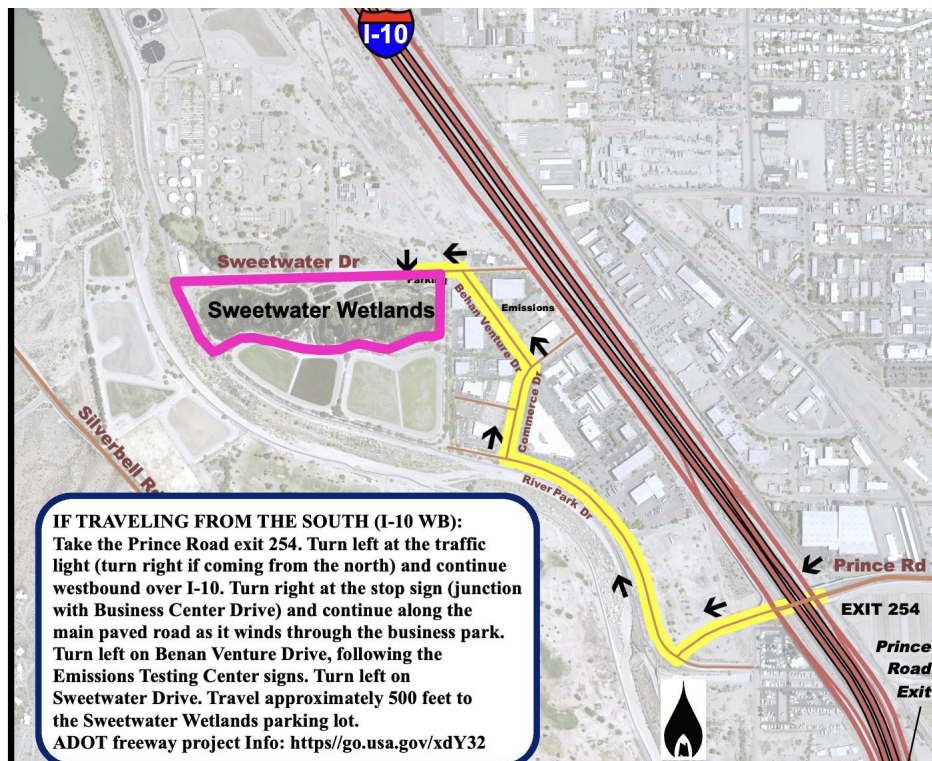 I-10
Sweetwater Dr
Parking
Sweetwater Wetlands
Behan Venture Dr
Emissions
Commerce Dr
River Park Dr
Silverbell Rd
Prince Rd
EXIT 254
Prince
Road
Exit
IF TRAVELING FROM THE SOUTH (I-10 WB):
Take the Prince Road exit 254. Turn left at the traffic
light (turn right if coming from the north) and continue
westbound over I-10. Turn right at the stop sign (junction
with Business Center Drive) and continue along the
main paved road as it winds through the business park.
Turn left on Benan Venture Drive, following the
Emissions Testing Center signs. Turn left on
Sweetwater Drive. Travel approximately 500 feet to
the Sweetwater Wetlands parking lot.
ADOT freeway project Info: https//go.usa.gov/xdY32